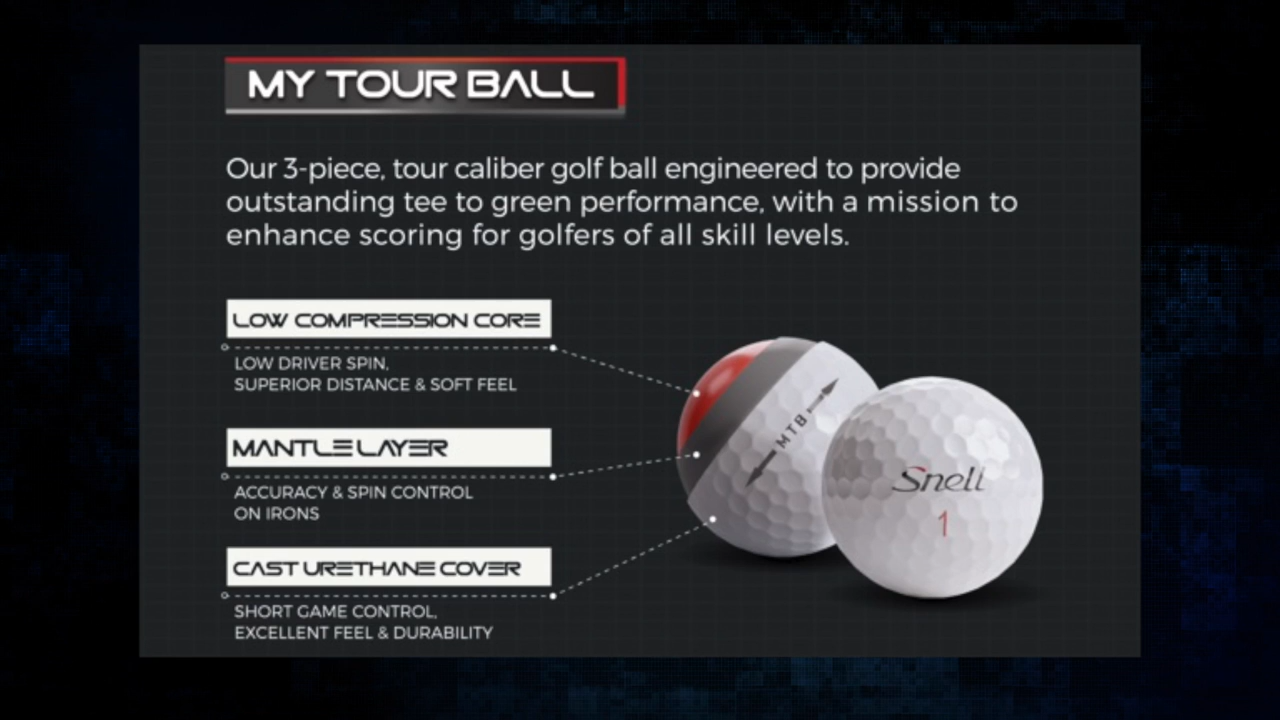 MY TOUR BALL
Our 3-piece, tour caliber golf ball engineered to provide
outstanding tee to green performance, with a mission to
enhance scoring for golfers of all skill levels.
LOW COMPRESSION CORE
LOW DRIVER SPIN,
SUPERIOR DISTANCE & SOFT FEEL
MANTLE LAYER
ACCURACY & SPIN CONTROL
ON IRONS
CAST URETHANE COVER
SHORT GAME CONTROL,
EXCELLENT FEEL & DURABILITY
MTB
Snell
1